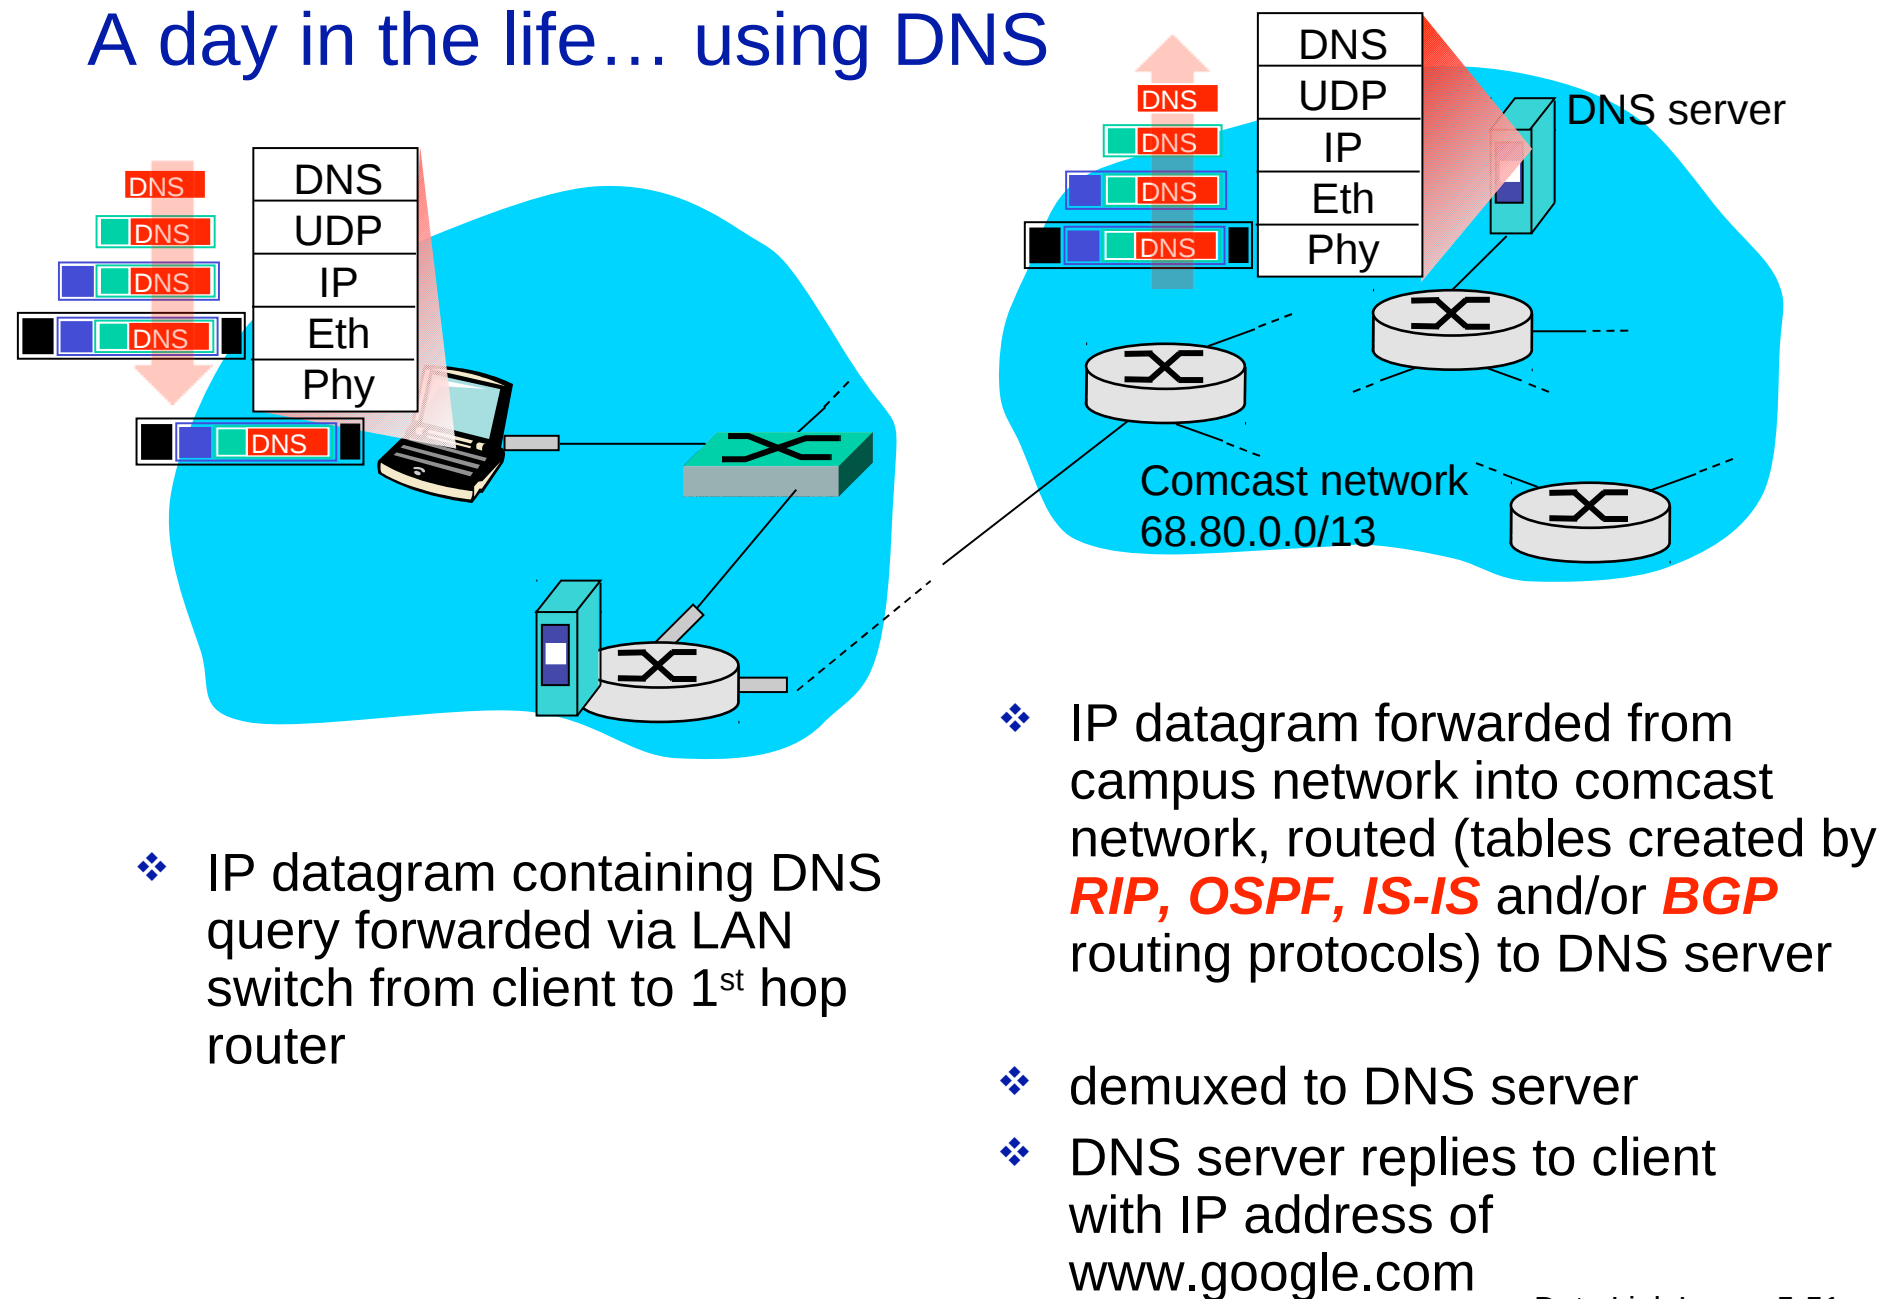 A day in the life… using DNS
DNS
DNS
DNS
DNS
DNS
DNS
UDP
IP
Eth
Phy
DNS
DNS
DNS
DNS
DNS
UDP
IP
Eth
Phy
DNS server
Comcast network
68.80.0.0/13
IP datagram containing DNS
query forwarded via LAN
switch from client to 1st hop
router
IP datagram forwarded from
campus network into comcast
network, routed (tables created by
RIP, OSPF, IS-IS and/or BGP
routing protocols) to DNS server
demuxed to DNS server
DNS server replies to client
with IP address of
www.google.com